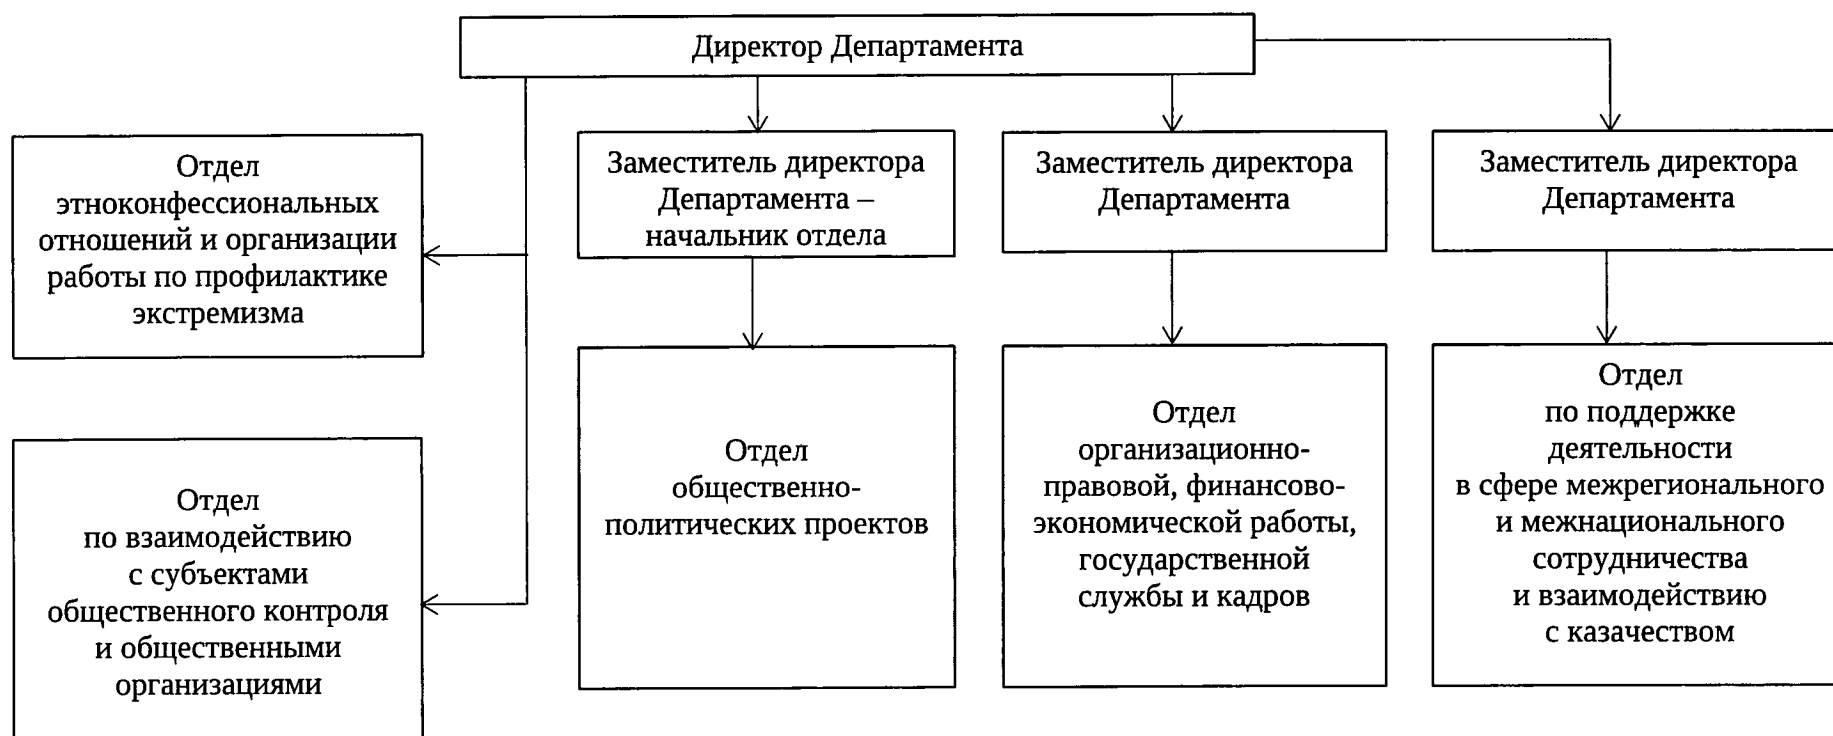 Директор Департамента
Отдел
этноконфессиональных
отношений и организации
работы по профилактике
экстремизма
Заместитель директора
Департамента –
начальник отдела
Заместитель директора
Департамента
Заместитель директора
Департамента
Отдел
по взаимодействию
с субъектами
общественного контроля
и общественными
организациями
Отдел
общественно-
политических проектов
Отдел
организационно-
правовой, финансово-
экономической работы,
государственной
службы и кадров
Отдел
по поддержке
деятельности
в сфере межрегионального
и межнационального
сотрудничества
и взаимодействию
с казачеством